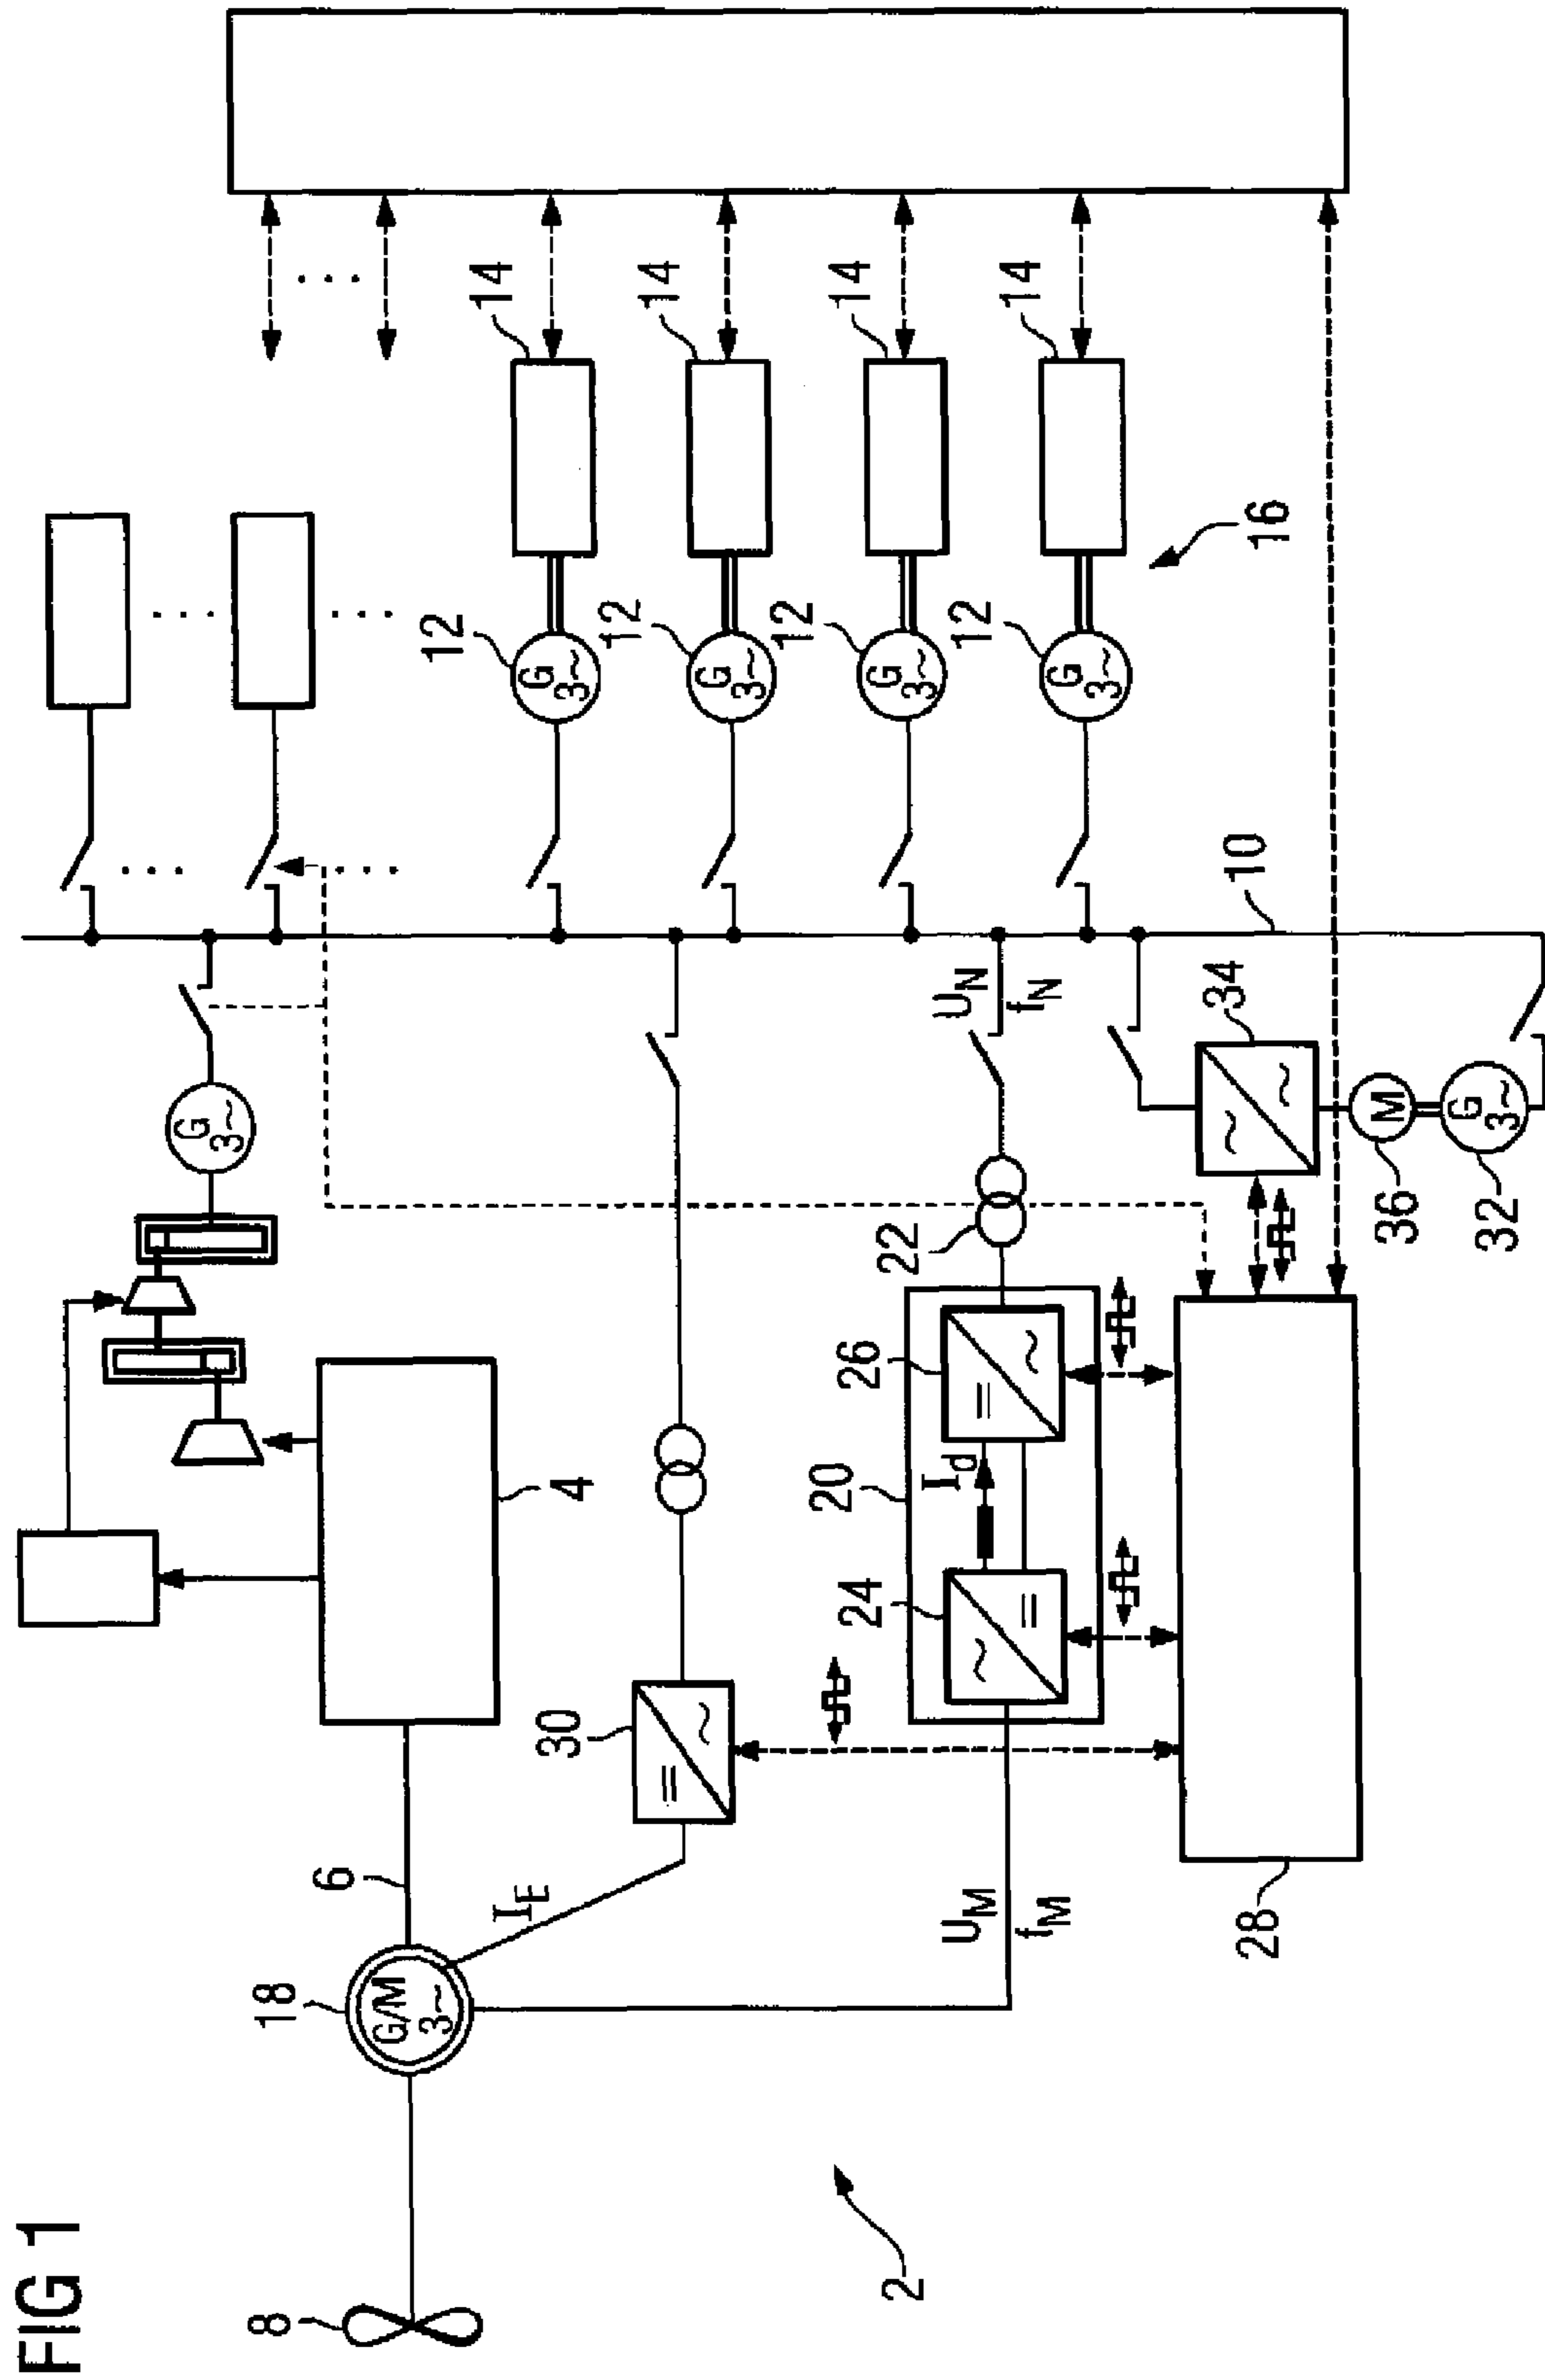 FIG 1
8
2
18
G/M
3~
6
4
I_E
U_M
f_M
30
=
~
28
24
~
=
20
I_d
26
=
~
22
U_N
f_N
G
3~
10
34
~
~
36
M
32
G
3~
12
G
3~
12
G
3~
12
G
3~
12
G
3~
14
14
14
14
16